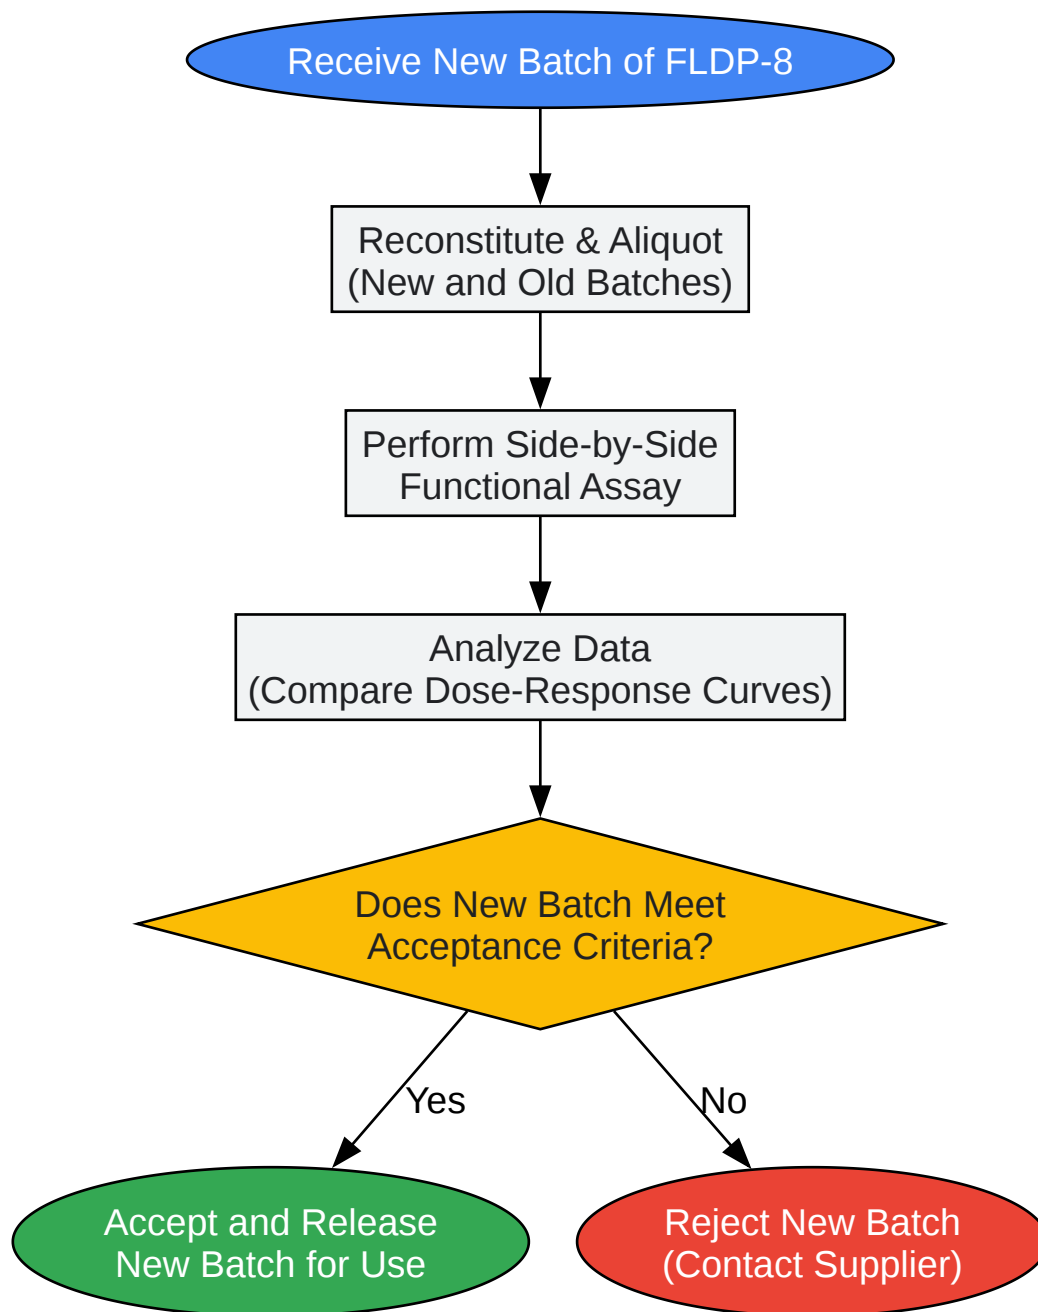 Receive New Batch of FLDP-8
Reconstitute & Aliquot
(New and Old Batches)
Perform Side-by-Side
Functional Assay
Analyze Data
(Compare Dose-Response Curves)
Does New Batch Meet
Acceptance Criteria?
Yes
No
Accept and Release
New Batch for Use
Reject New Batch
(Contact Supplier)